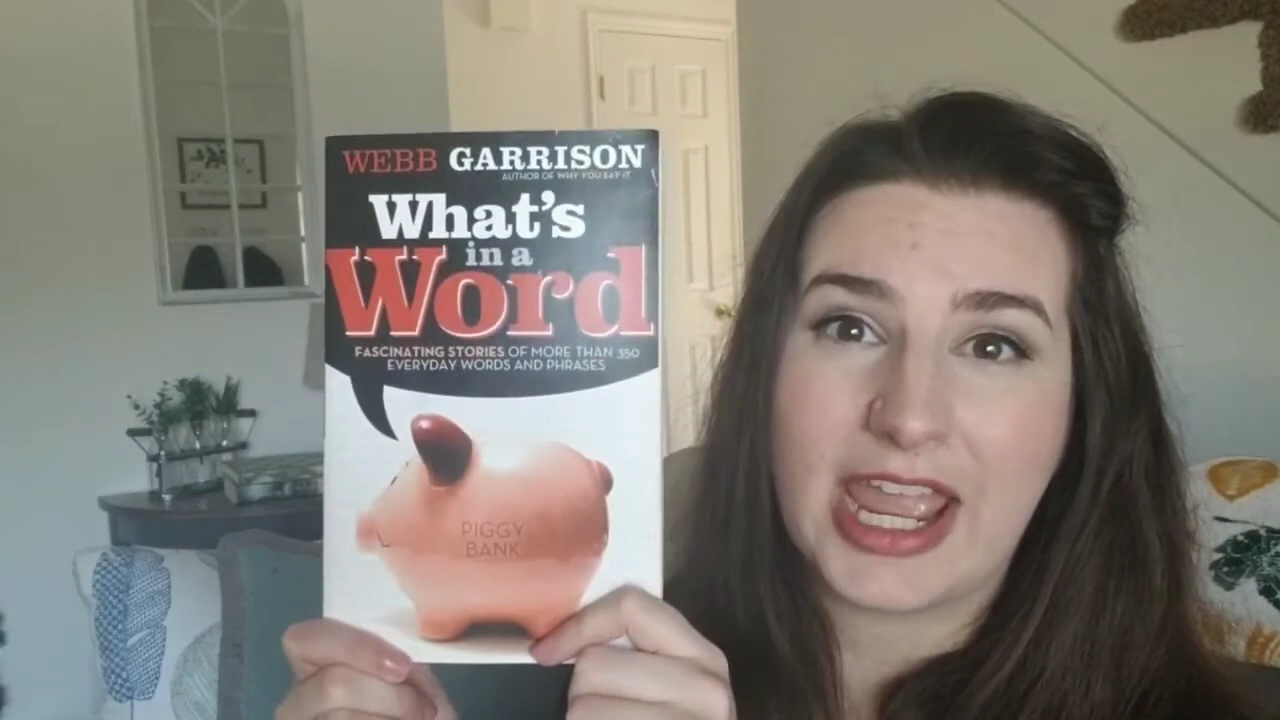 WEBB GARRISON
AUTHOR OF WHY YOU SAY IT
What's
in a
Word
FASCINATING STORIES OF MORE THAN 350
EVERYDAY WORDS AND PHRASES
PIGGY
BANK